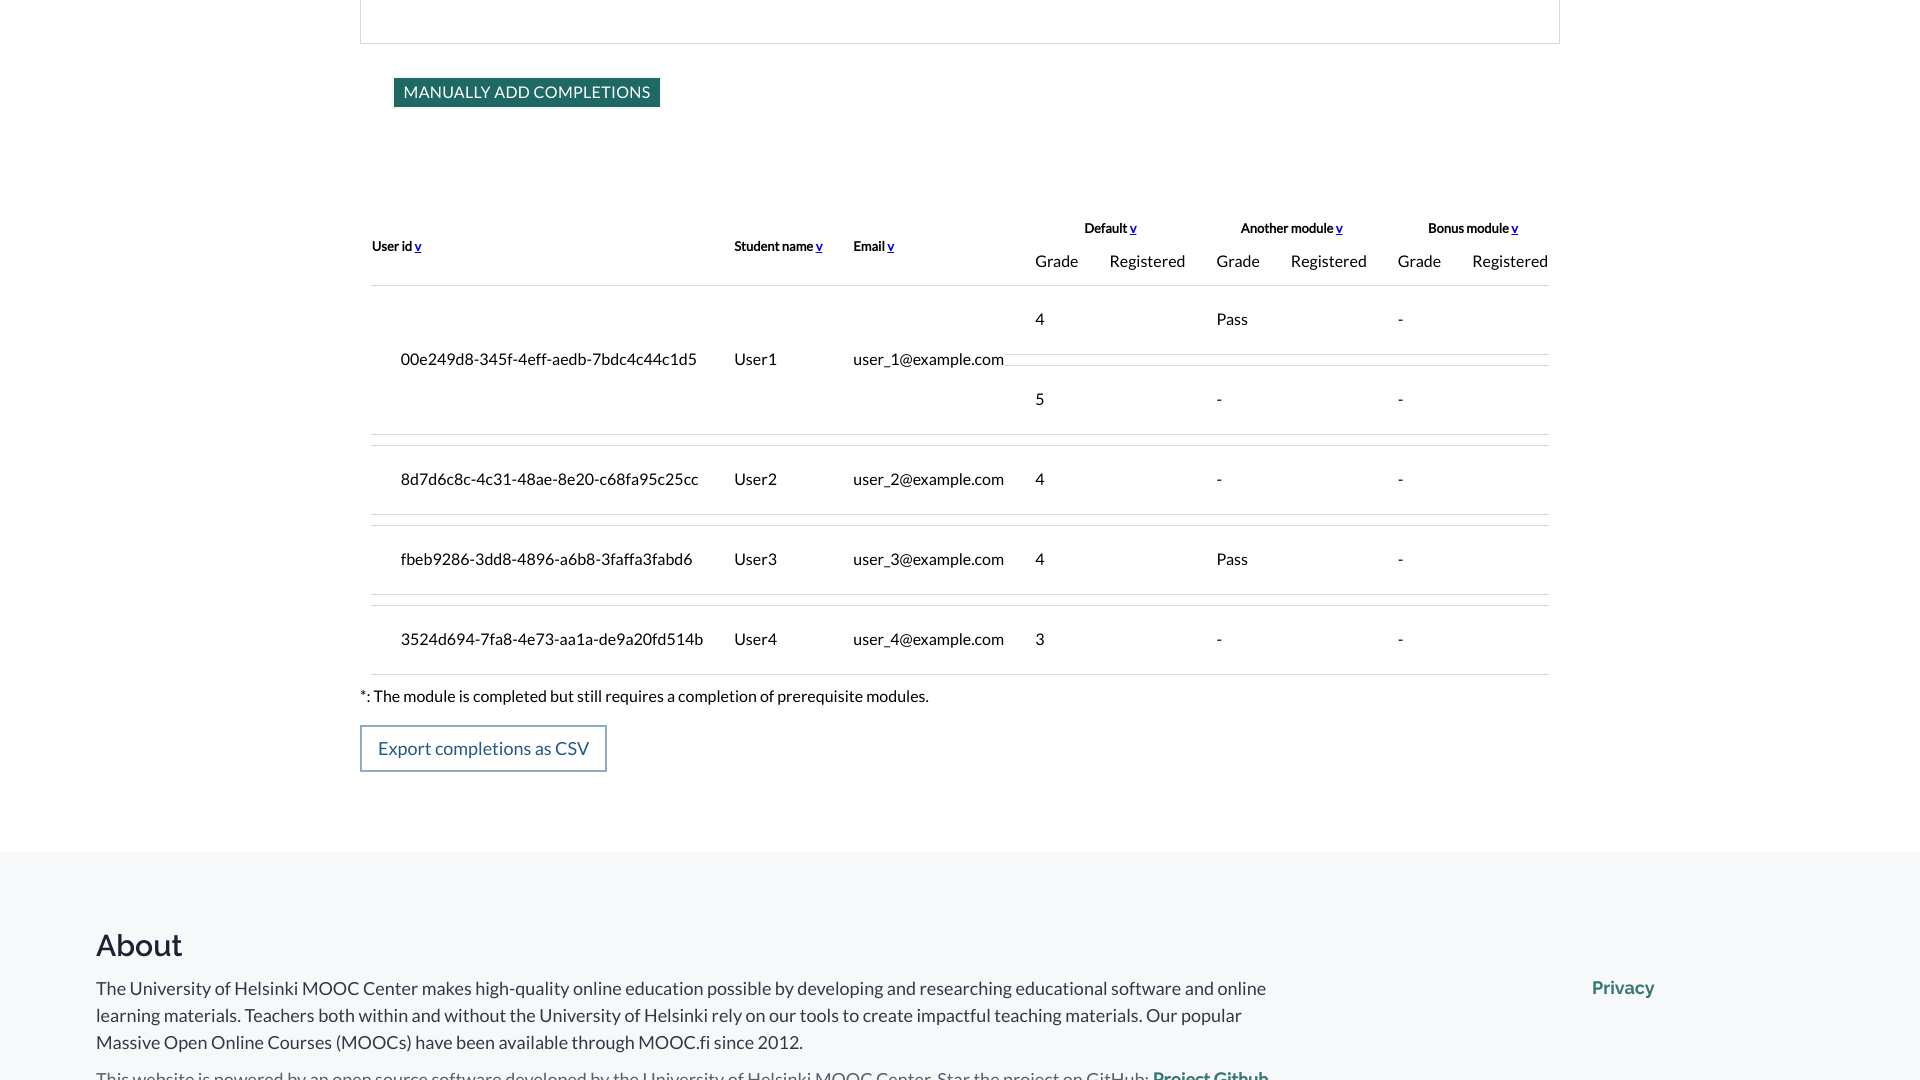 MANUALLY ADD COMPLETIONS
User id v Student name v Email v Default v Another module v Bonus module v
Grade Registered Grade Registered Grade Registered
00e249d8-345f-4eff-aedb-7bdc4c44c1d5 User1 user_1@example.com 4 Pass -
5 - -
8d7d6c8c-4c31-48ae-8e20-c68fa95c25cc User2 user_2@example.com 4 - -
fbeb9286-3dd8-4896-a6b8-3faffa3fabd6 User3 user_3@example.com 4 Pass -
3524d694-7fa8-4e73-aa1a-de9a20fd514b User4 user_4@example.com 3 - -
*: The module is completed but still requires a completion of prerequisite modules.
Export completions as CSV
About
The University of Helsinki MOOC Center makes high-quality online education possible by developing and researching educational software and online
learning materials. Teachers both within and without the University of Helsinki rely on our tools to create impactful teaching materials. Our popular
Massive Open Online Courses (MOOCs) have been available through MOOC.fi since 2012.
Privacy
This website is powered by an open source software developed by the University of Helsinki MOOC Center. Star the project on GitHub: Project Github